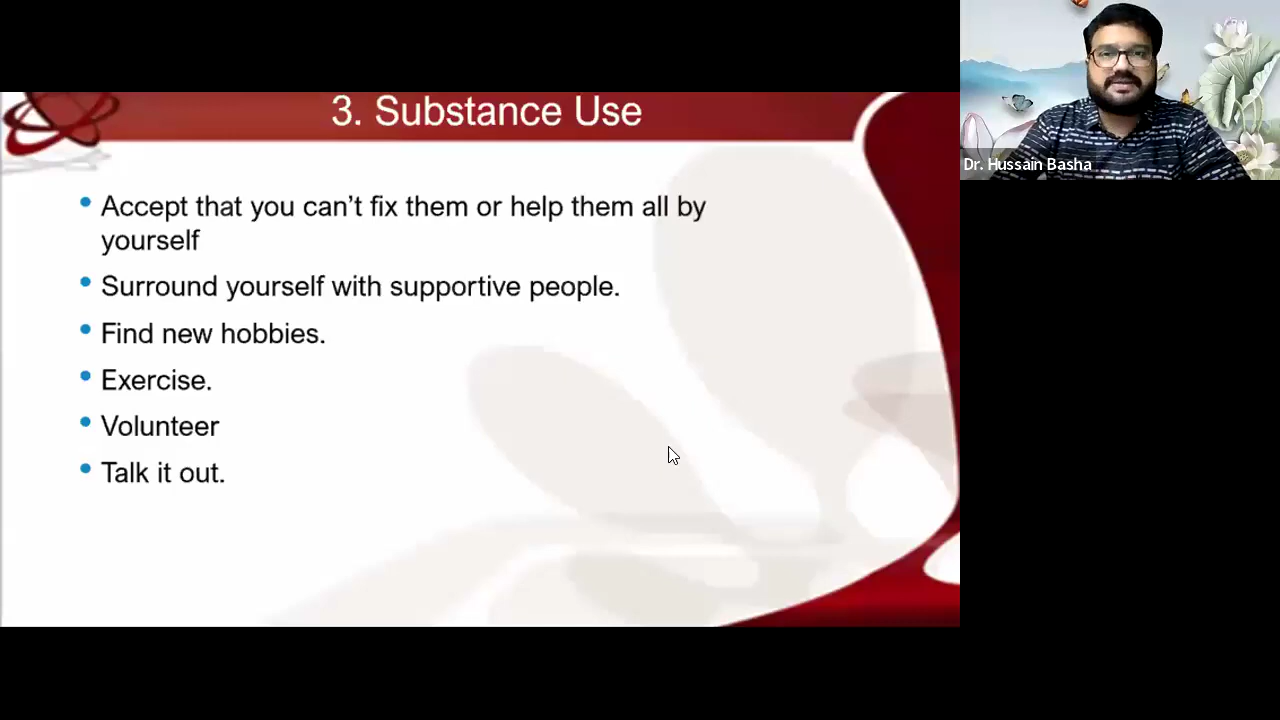 3. Substance Use
Accept that you can't fix them or help them all by
yourself
Surround yourself with supportive people.
Find new hobbies.
Exercise.
Volunteer
Talk it out.
Dr. Hussain Basha